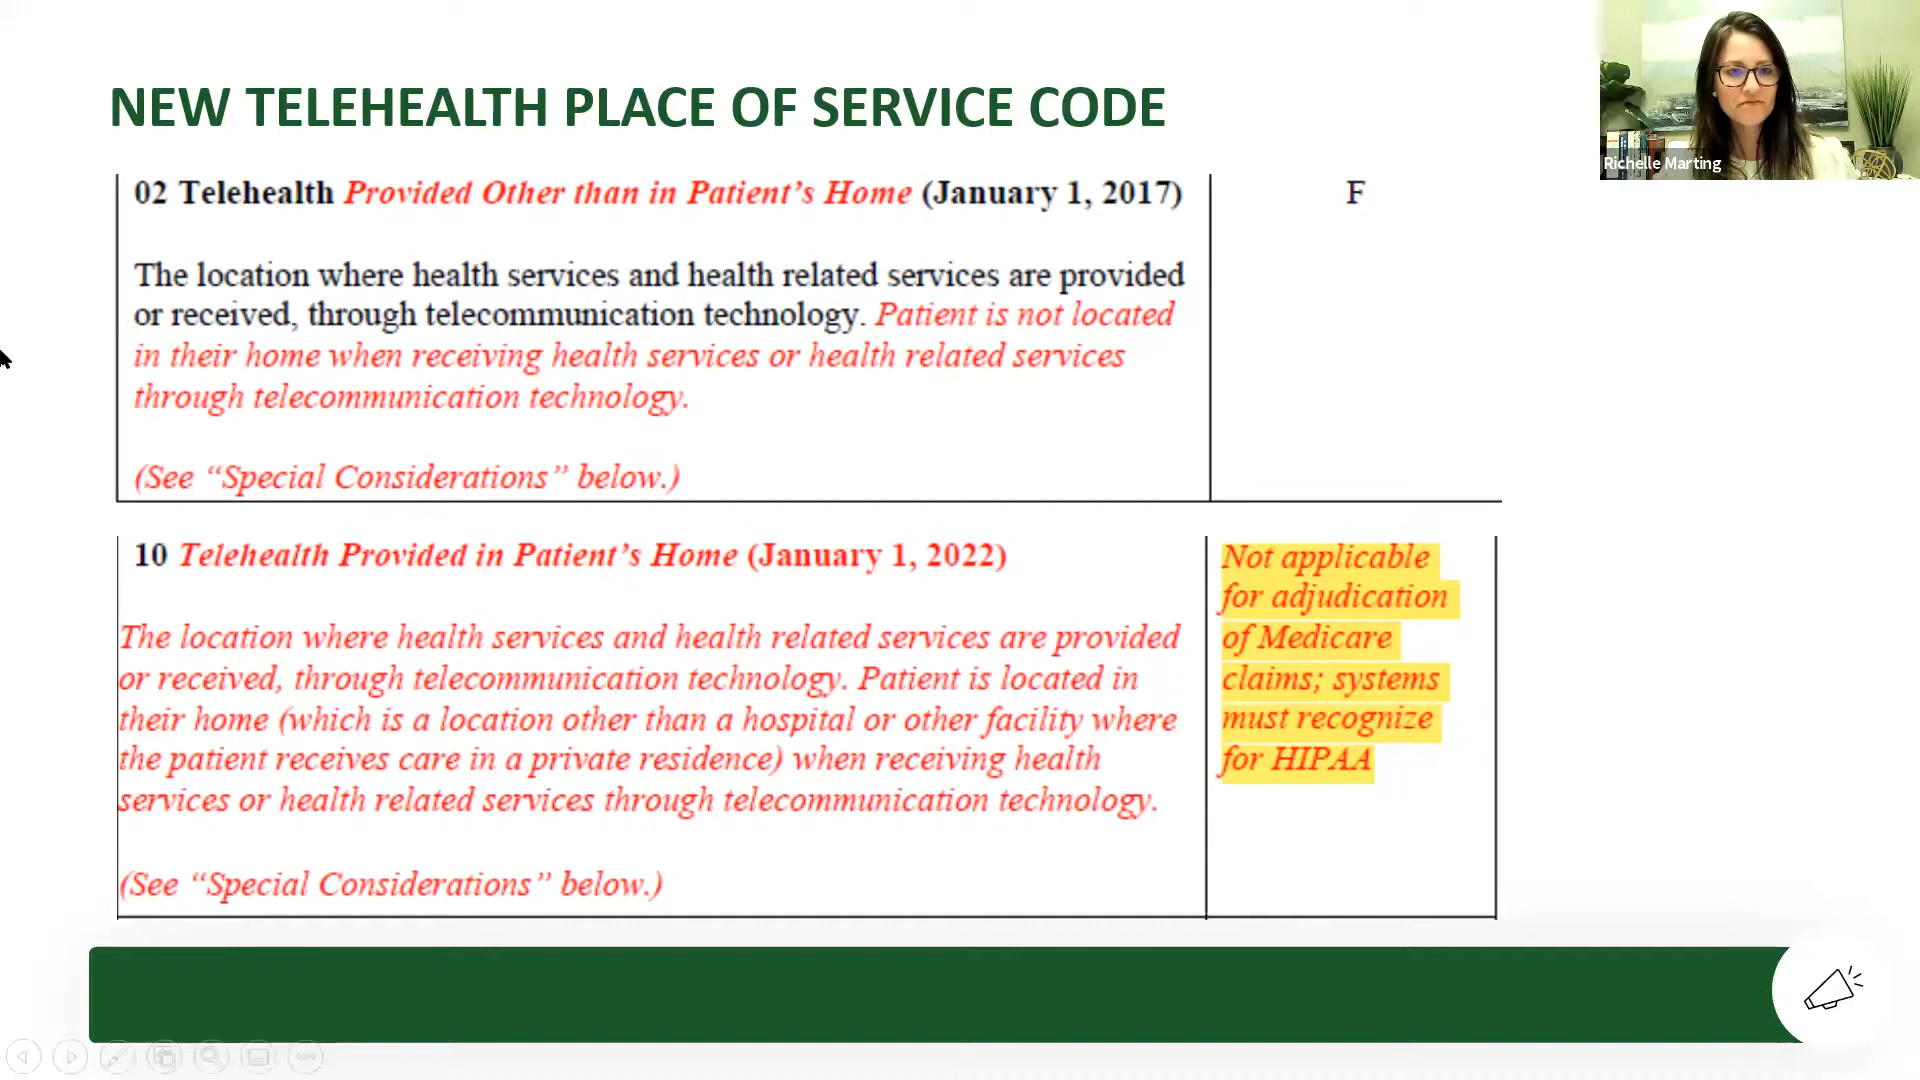 NEW TELEHEALTH PLACE OF SERVICE CODE
Richelle Marting
02 Telehealth Provided Other than in Patient’s Home (January 1, 2017)
F
The location where health services and health related services are provided
or received, through telecommunication technology. Patient is not located
in their home when receiving health services or health related services
through telecommunication technology.
(See “Special Considerations” below.)
10 Telehealth Provided in Patient’s Home (January 1, 2022)
The location where health services and health related services are provided
or received, through telecommunication technology. Patient is located in
their home (which is a location other than a hospital or other facility where
the patient receives care in a private residence) when receiving health
services or health related services through telecommunication technology.
(See “Special Considerations” below.)
Not applicable
for adjudication
of Medicare
claims; systems
must recognize
for HIPAA